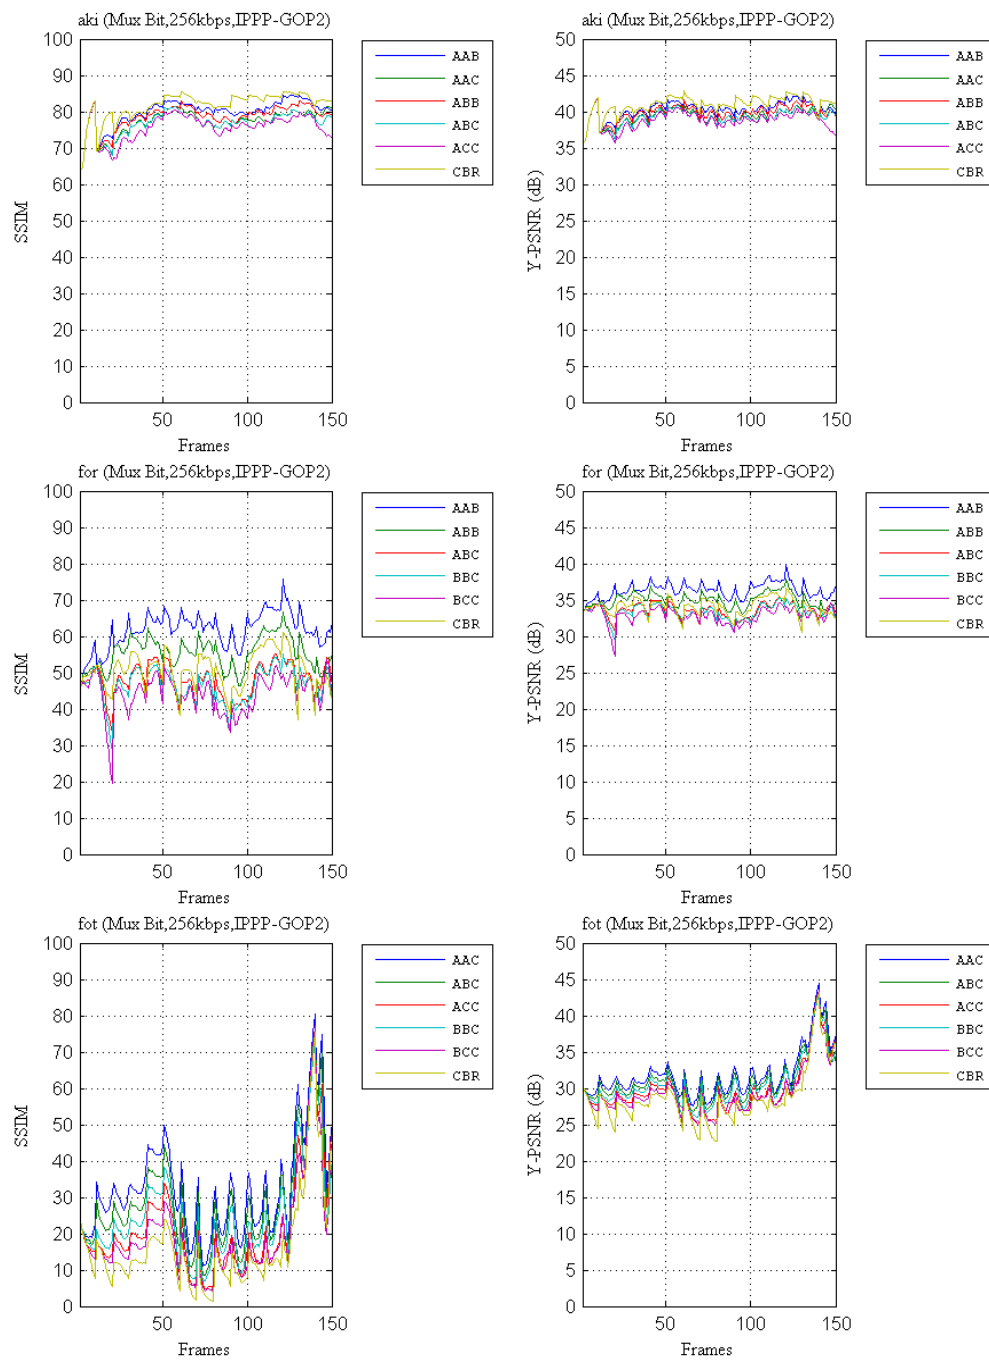 aki (Mux Bit,256kbps,IPPP-GOP2)
100
90
80
70
60
50
40
30
20
10
0
SSIM
50
100
150
Frames
AAB
AAC
ABB
ABC
ACC
CBR
aki (Mux Bit,256kbps,IPPP-GOP2)
50
45
40
35
30
25
20
15
10
5
0
Y-PSNR (dB)
50
100
150
Frames
AAB
AAC
ABB
ABC
ACC
CBR
for (Mux Bit,256kbps,IPPP-GOP2)
100
90
80
70
60
50
40
30
20
10
0
SSIM
50
100
150
Frames
AAB
ABB
ABC
BBC
BCC
CBR
for (Mux Bit,256kbps,IPPP-GOP2)
50
45
40
35
30
25
20
15
10
5
0
Y-PSNR (dB)
50
100
150
Frames
AAB
ABB
ABC
BBC
BCC
CBR
fot (Mux Bit,256kbps,IPPP-GOP2)
100
90
80
70
60
50
40
30
20
10
0
SSIM
50
100
150
Frames
AAC
ABC
ACC
BBC
BCC
CBR
fot (Mux Bit,256kbps,IPPP-GOP2)
50
45
40
35
30
25
20
15
10
5
0
Y-PSNR (dB)
50
100
150
Frames
AAC
ABC
ACC
BBC
BCC
CBR